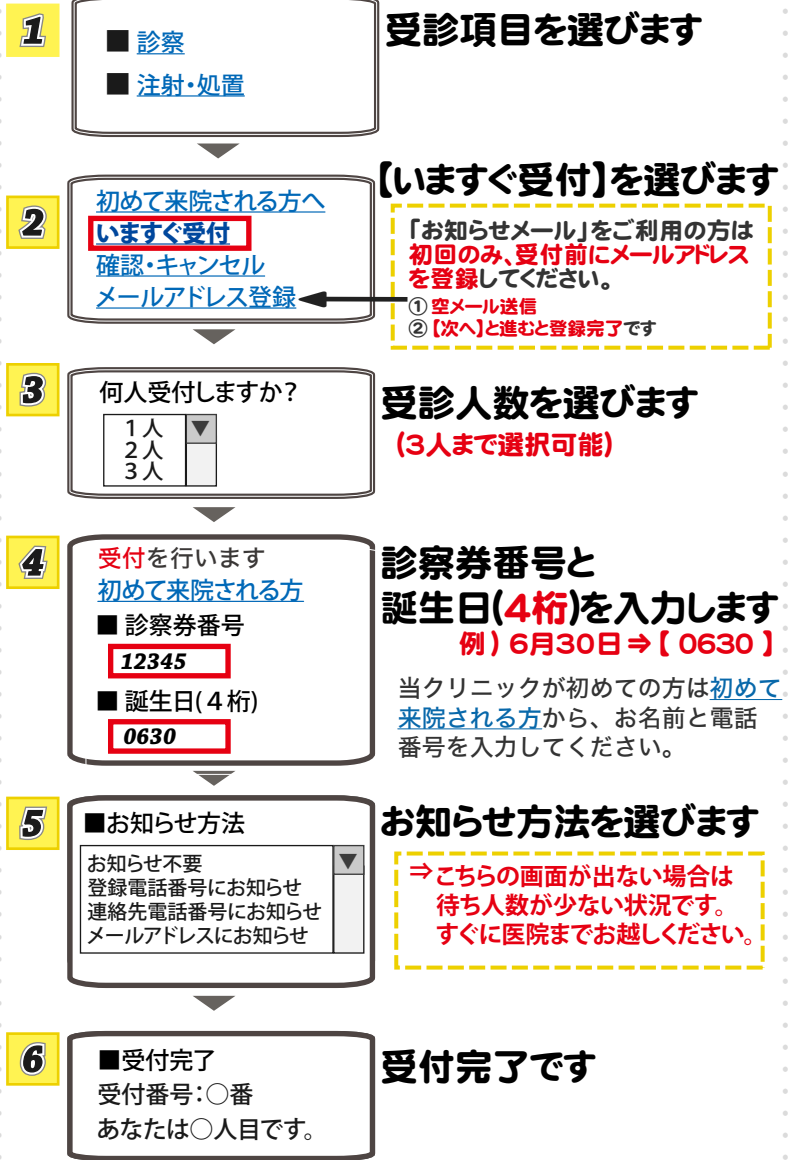 1
■ 診察
■ 注射・処置
受診項目を選びます
2
初めて来院される方へ
いますぐ受付
確認・キャンセル
メールアドレス登録
【いますぐ受付】を選びます
「お知らせメール」をご利用の方は
初回のみ、受付前にメールアドレス
を登録してください。
① 空メール送信
② 【次へ】と進むと登録完了です
3
何人受付しますか？
1人
2人
3人
▼
受診人数を選びます
(3人まで選択可能)
4
受付を行います
初めて来院される方
■ 診察券番号
12345
■ 誕生日(４桁)
0630
診察券番号と
誕生日(4桁)を入力します
例）6月30日⇒【 0630 】
当クリニックが初めての方は初めて
来院される方から、お名前と電話
番号を入力してください。
5
■お知らせ方法
お知らせ不要
登録電話番号にお知らせ
連絡先電話番号にお知らせ
メールアドレスにお知らせ
▼
お知らせ方法を選びます
⇒こちらの画面が出ない場合は
待ち人数が少ない状況です。
すぐに医院までお越しください。
6
■受付完了
受付番号：○番
あなたは○人目です。
受付完了です